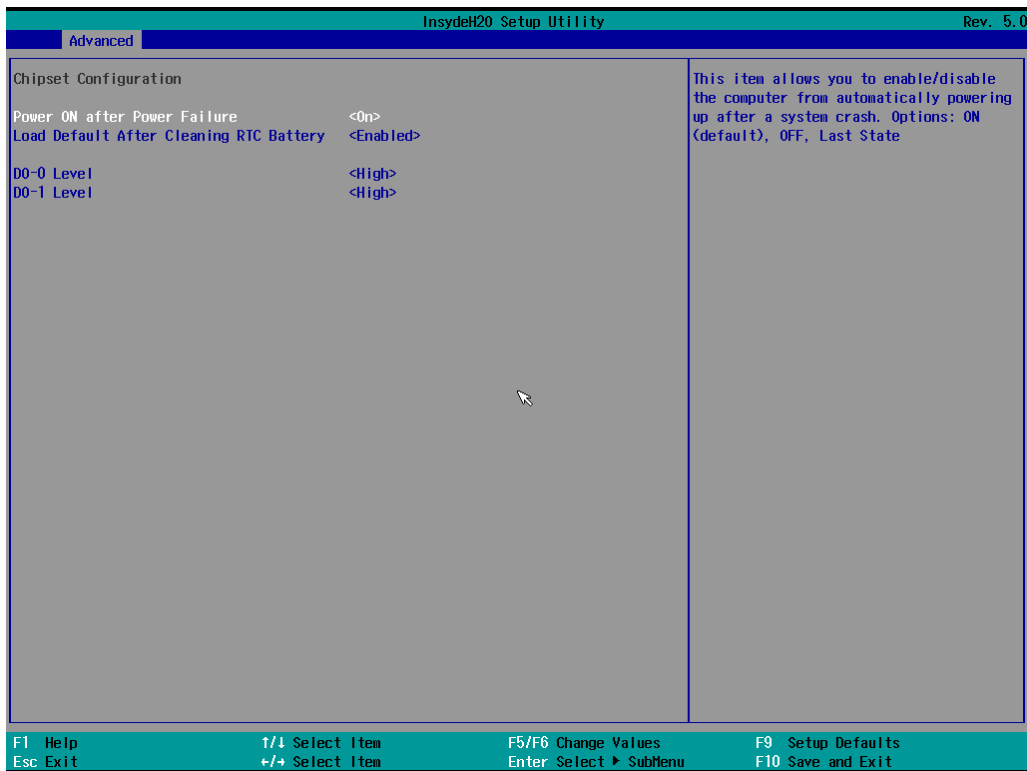 InsydeH2O Setup Utility Rev. 5.0
Advanced
Chipset Configuration
Power ON after Power Failure <On>
Load Default After Cleaning RTC Battery <Enabled>
DO-0 Level <High>
DO-1 Level <High>
This item allows you to enable/disable
the computer from automatically powering
up after a system crash. Options: ON
(default), OFF, Last State
F1 Help ↑/↓ Select Item F5/F6 Change Values F9 Setup Defaults
Esc Exit ←/→ Select Item Enter Select ▶ SubMenu F10 Save and Exit